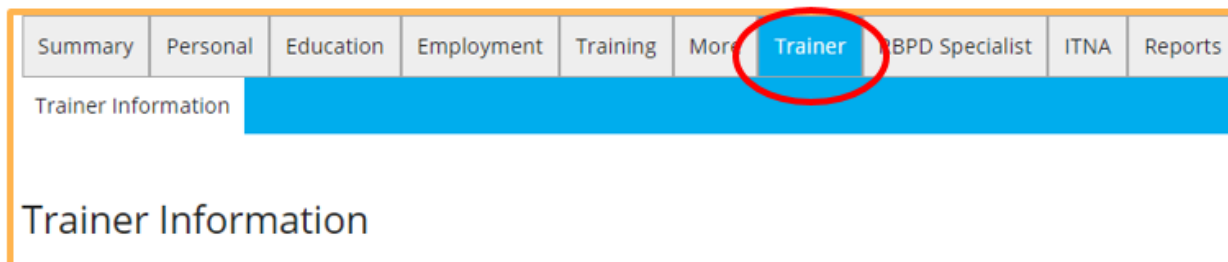 Summary Personal Education Employment Training More Trainer RBPD Specialist ITNA Reports
Trainer Information
Trainer Information